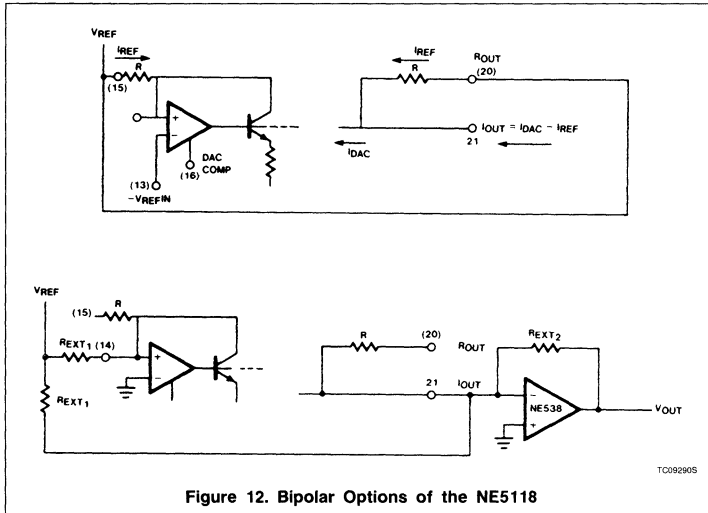 VREF
IREF
R
(15)
+
−
(16) DAC COMP
(13)
−VREFIN
IREF
R
ROUT
(20)
IOUT = IDAC − IREF
21
IDAC
VREF
(15) R
REXT1 (14)
+
−
REXT1
R
(20)
ROUT
21
IOUT
REXT2
−
NE538
+
VOUT
TC09290S
Figure 12. Bipolar Options of the NE5118